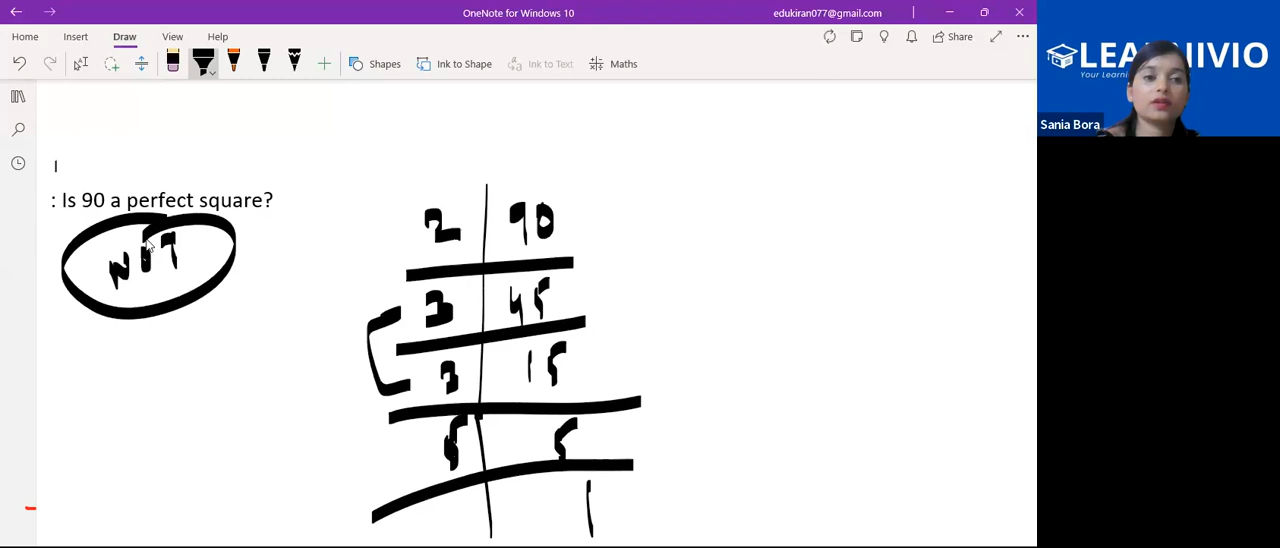 OneNote for Windows 10
edukiran077@gmail.com
Home Insert Draw View Help
Share
Shapes Ink to Shape Ink to Text Maths
LEARNIVIO
Your Learni
Sania Bora
I
: Is 90 a perfect square?
NOT
2 90
3 45
3 15
5 5
1